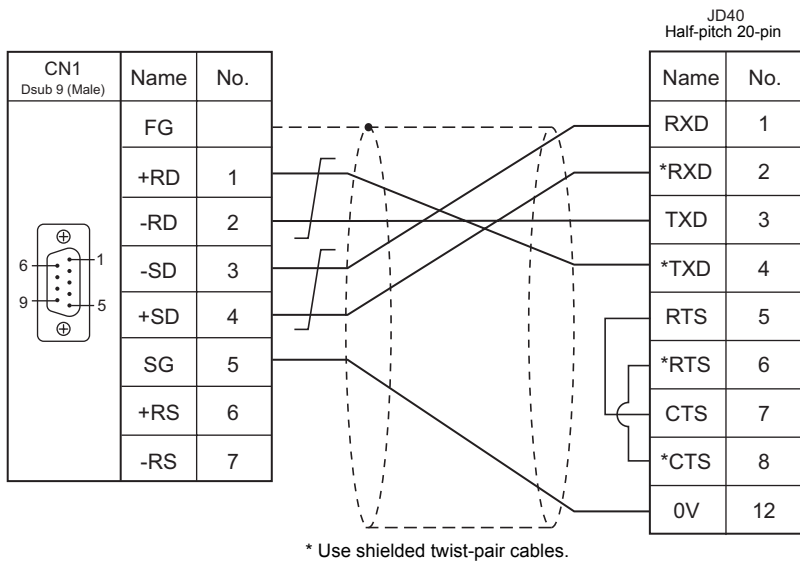 JD40
Half-pitch 20-pin
CN1
Dsub 9 (Male)
Name No.
FG
+RD 1
-RD 2
-SD 3
+SD 4
SG 5
+RS 6
-RS 7
6 1
9 5
Name No.
RXD 1
*RXD 2
TXD 3
*TXD 4
RTS 5
*RTS 6
CTS 7
*CTS 8
0V 12
* Use shielded twist-pair cables.